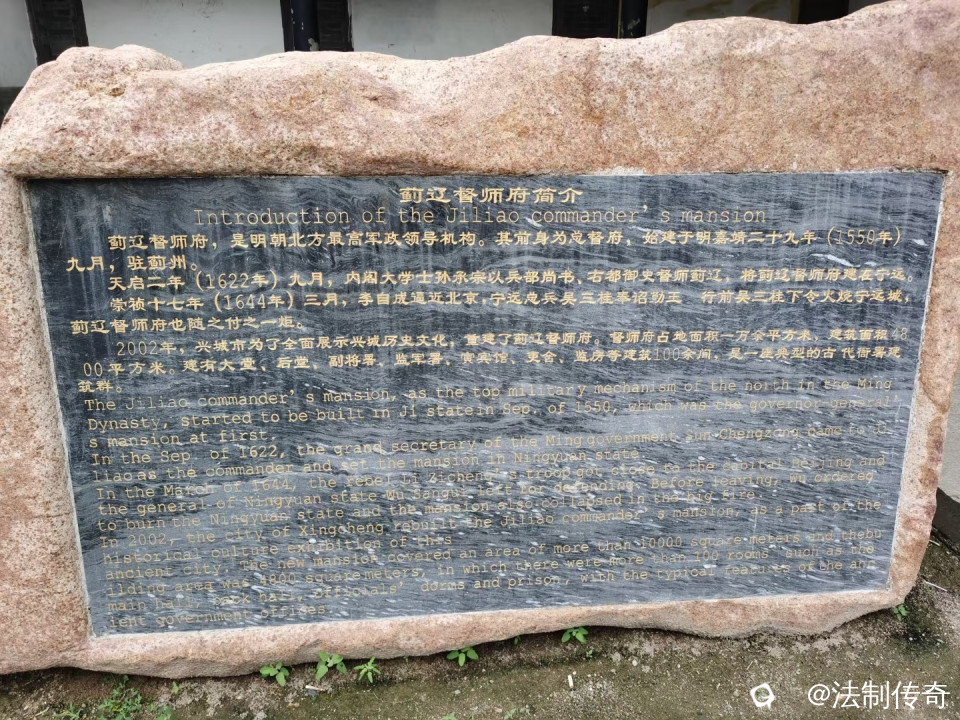 蓟辽督师府简介
Introduction of the Jiliao commander's mansion
蓟辽督师府，是明朝北方最高军政领导机构。其前身为总督府，始建于明嘉靖二十九年（1550年）
九月，驻蓟州。
天启二年（1622年）九月，内阁大学士孙承宗以兵部尚书、右都御史督师蓟辽，将蓟辽督师府建在宁远。
崇祯十七年（1644年）三月，李自成逼近北京，宁远总兵吴三桂奉诏勤王 行前吴三桂下令火烧宁远城，
蓟辽督师府也随之付之一炬。
2002年，兴城市为了全面展示兴城历史文化，重建了蓟辽督师府。督师府占地面积一万余平方米，建筑面积48
00平方米。建有大堂、后堂、副将署、监军署、宾宾馆、吏舍、监房等建筑100余间，是一座典型的古代衙署建
筑群。
The Jiliao commander's mansion, as the top military mechanism of the north in the Ming
Dynasty, started to be built in Ji state in Sep. of 1550, which was the governor-general'
s mansion at first.
In the Sep. of 1622, the grand secretary of the Ming government Sun Chengzong came to Ji
liao as the commander and set the mansion in Ningyuan state.
In the March of 1644, the rebel Li Zicheng's troop got close to the capital Beijing and
the general of Ningyuan state Wu Sangui for defending. Before leaving, Wu ordered
to burn the Ningyuan state and the mansion also collapsed in the big fire.
In 2002, the city of Xingcheng rebuilt the Jiliao commander's mansion, as a part of the
historical culture exhibition of this
ancient city. The new mansion covered an area of more than 10000 square meters and the bu
ilding area was 4800 square meters, in which there were more than 100 rooms such as the
main hall, back hall, officials' dorms and prison, with the typical features of the anc
ient government offices.
@法制传奇